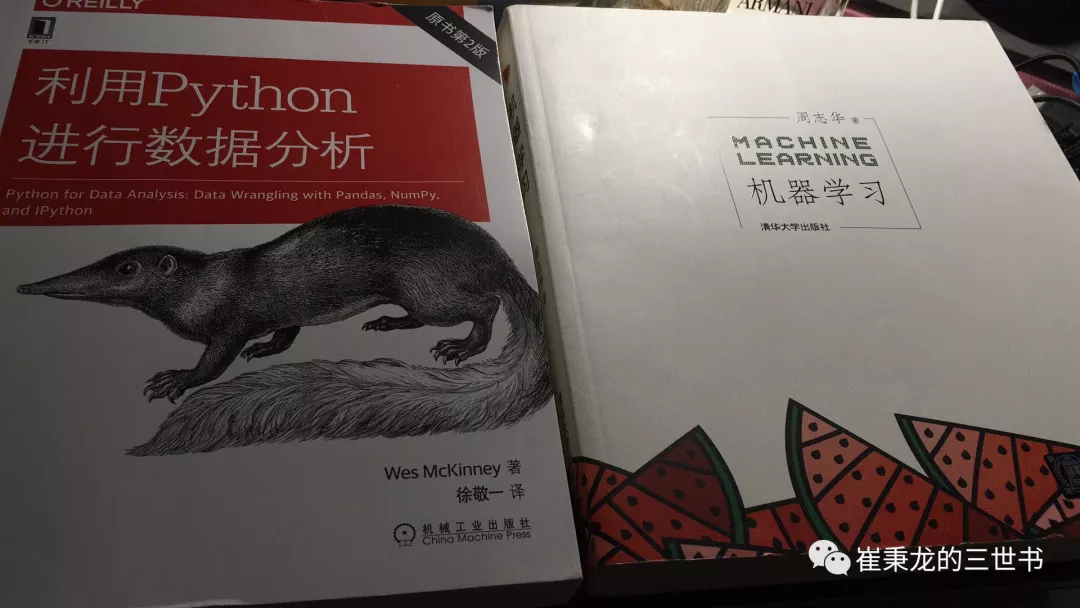 O'REILLY
原书第2版
利用Python
进行数据分析
Python for Data Analysis: Data Wrangling with Pandas, NumPy,
and IPython
Wes McKinney 著
徐敬一 译
机械工业出版社
China Machine Press
ARMANI
周志华 著
MACHINE
LEARNING
机器学习
清华大学出版社
崔秉龙的三世书